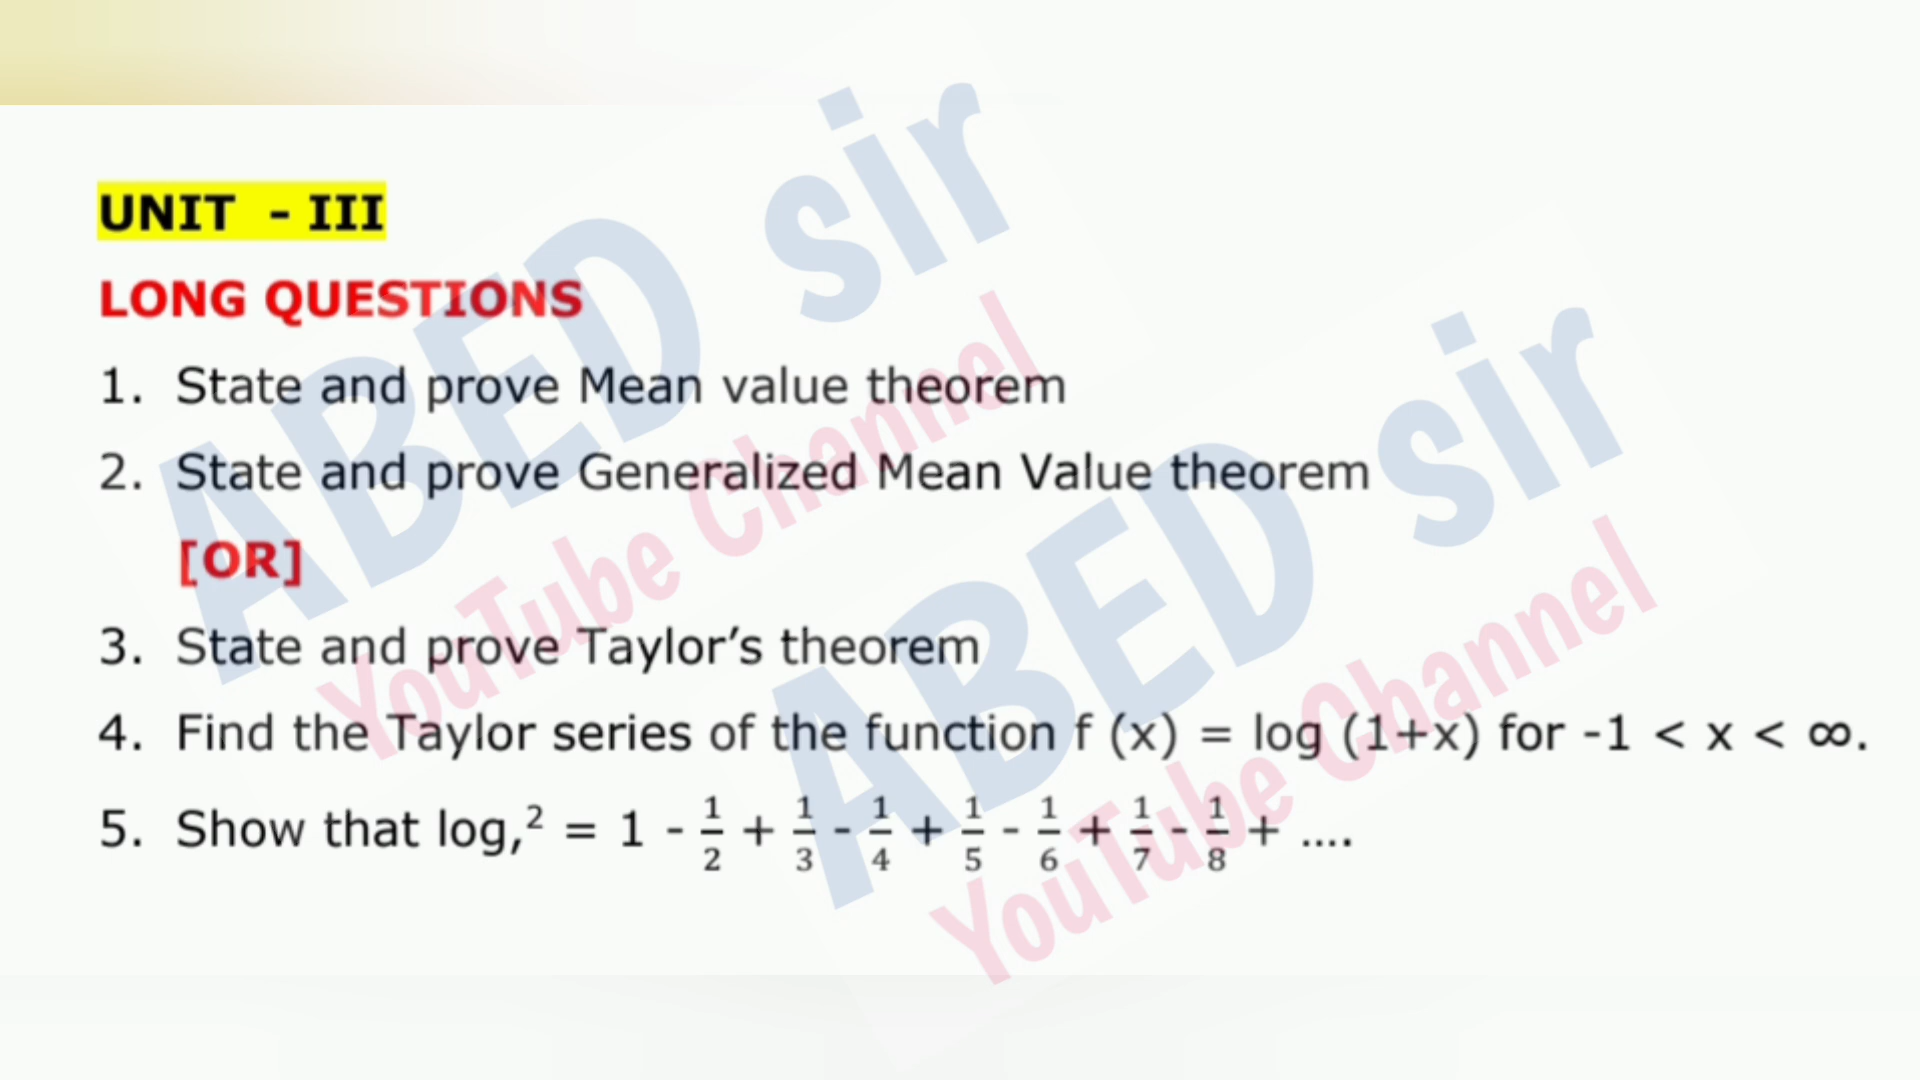 UNIT - III
LONG QUESTIONS
1. State and prove Mean value theorem
2. State and prove Generalized Mean Value theorem
[OR]
3. State and prove Taylor’s theorem
4. Find the Taylor series of the function f (x) = log (1+x) for -1 < x < ∞.
5. Show that log,² = 1 - 1/2 + 1/3 - 1/4 + 1/5 - 1/6 + 1/7 - 1/8 + ....
ABED sir
YouTube Channel
ABED sir
YouTube Channel